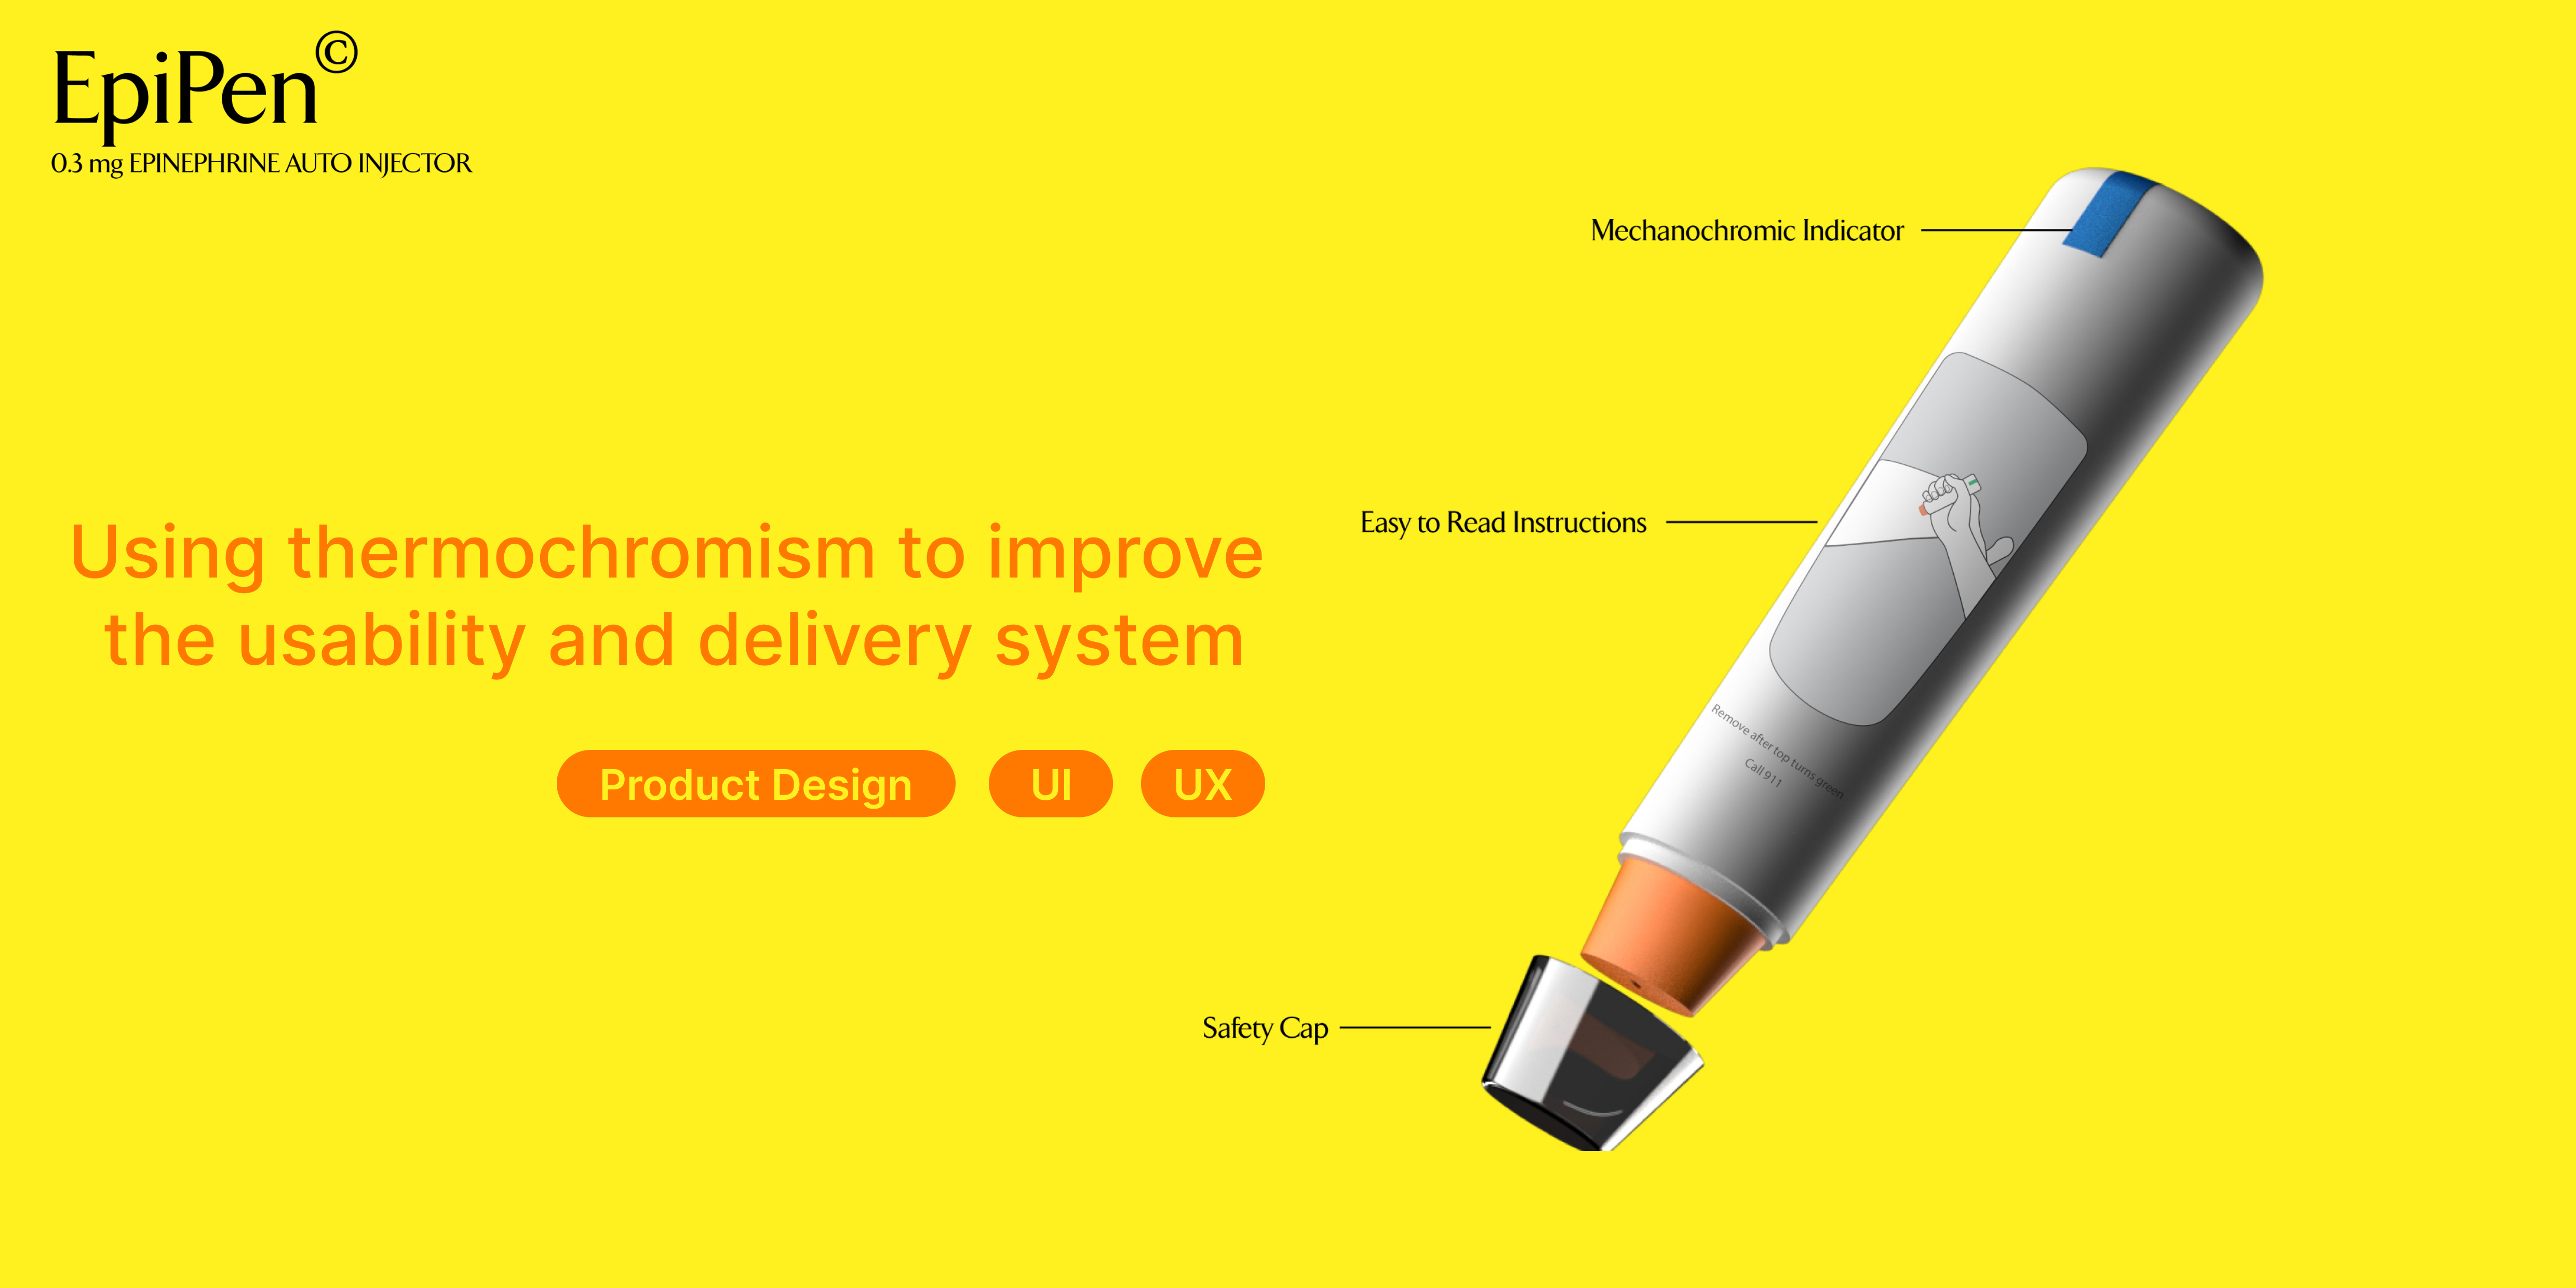 EpiPen©
0.3 mg EPINEPHRINE AUTO INJECTOR
Mechanochromic Indicator
Easy to Read Instructions
Using thermochromism to improve
the usability and delivery system
Product Design
UI
UX
Remove after top turns green
Call 911
Safety Cap